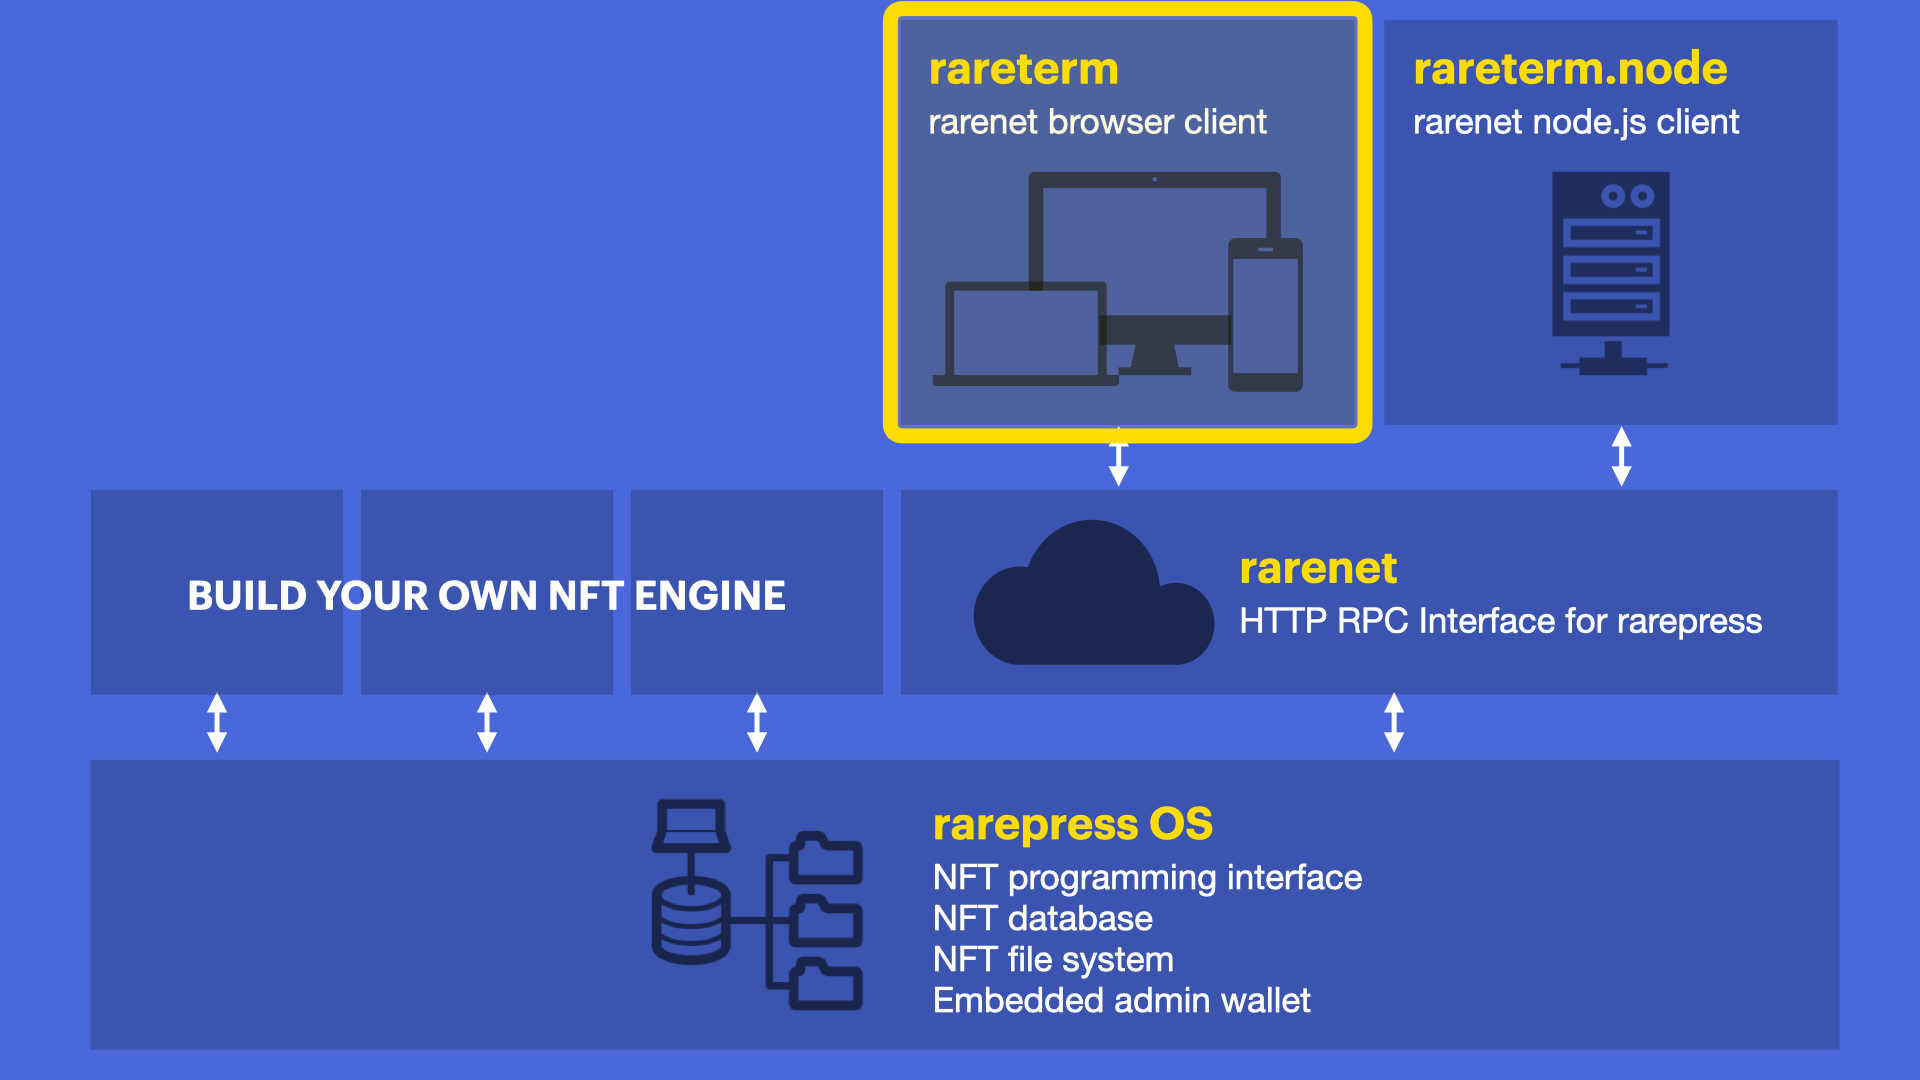 rareterm
rarenet browser client
rareterm.node
rarenet node.js client
BUILD YOUR OWN NFT ENGINE
rarenet
HTTP RPC Interface for rarepress
rarepress OS
NFT programming interface
NFT database
NFT file system
Embedded admin wallet